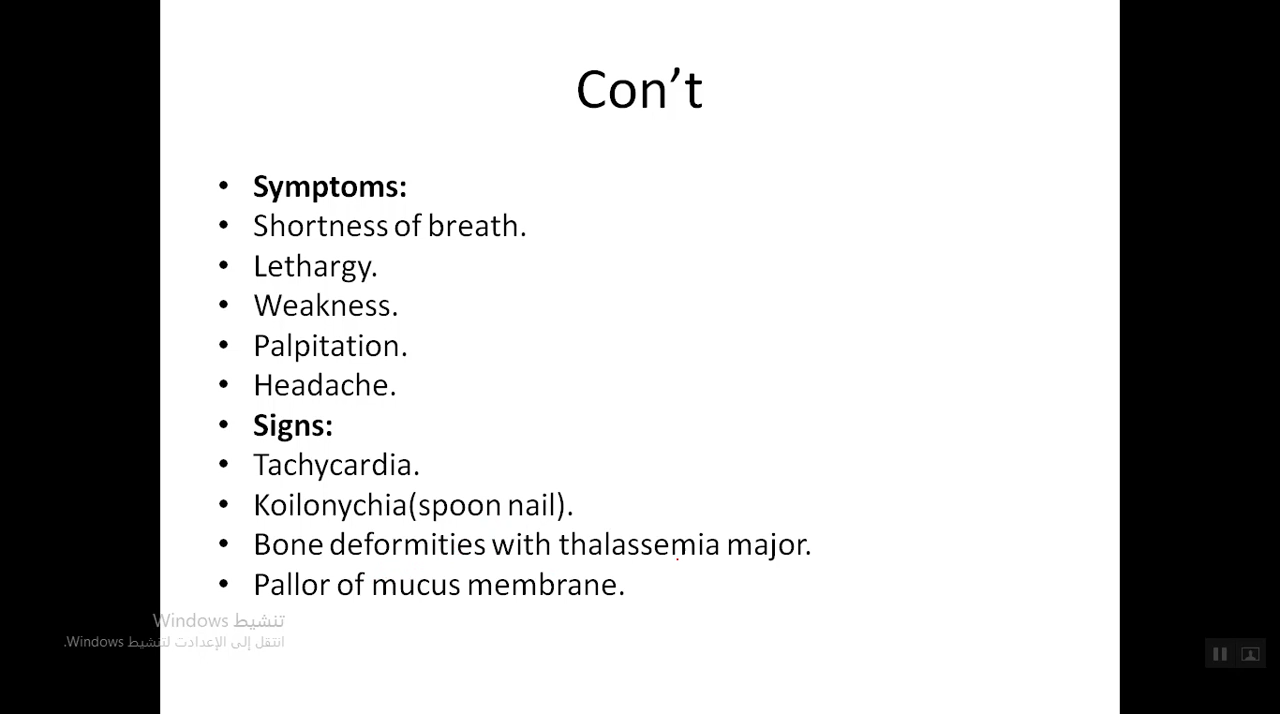 Con’t
• Symptoms:
• Shortness of breath.
• Lethargy.
• Weakness.
• Palpitation.
• Headache.
• Signs:
• Tachycardia.
• Koilonychia(spoon nail).
• Bone deformities with thalassemia major.
• Pallor of mucus membrane.
تنشيط Windows
انتقل إلى الإعدادت لتنشيط Windows.